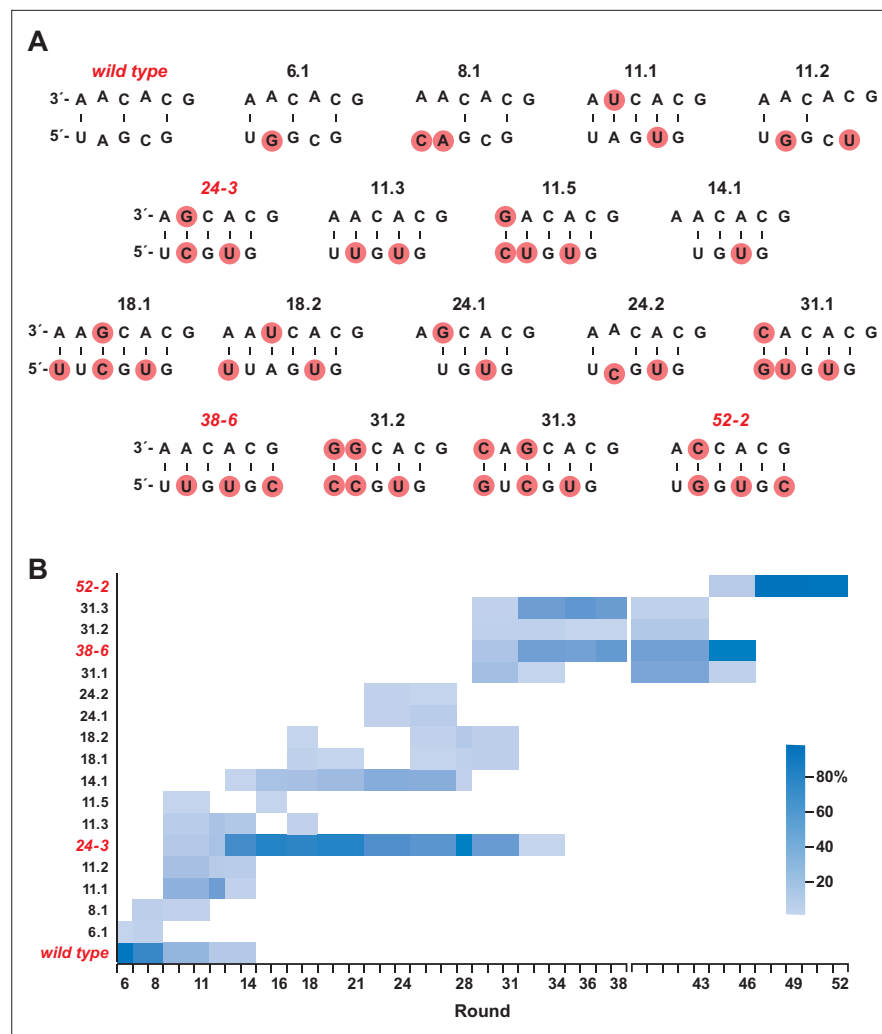 A
wild type 6.1 8.1 11.1 11.2
3´- A A C A C G A A C A C G A A C A C G A U C A C G A A C A C G
5´- U A G C G U G G C G C A G C G U A G U G U G G C U
24-3 11.3 11.5 14.1
3´- A G C A C G A A C A C G G A C A C G A A C A C G
5´- U C G U G U U G U G C U G U G U G U G
18.1 18.2 24.1 24.2 31.1
3´- A A G C A C G A A U C A C G A G C A C G A A C A C G C A C A C G
5´- U U C G U G U U A G U G U G U G U C G U G G U G U G
38-6 31.2 31.3 52-2
3´- A A C A C G G G C A C G C A G C A C G A C C A C G
5´- U U G U G C C C G U G G U C G U G U G G U G C
B
52-2
31.3
31.2
38-6
31.1
24.2
24.1
18.2
18.1
14.1
11.5
11.3
24-3
11.2
11.1
8.1
6.1
wild type
80%
60
40
20
6 8 11 14 16 18 21 24 28 31 34 36 38 43 46 49 52
Round